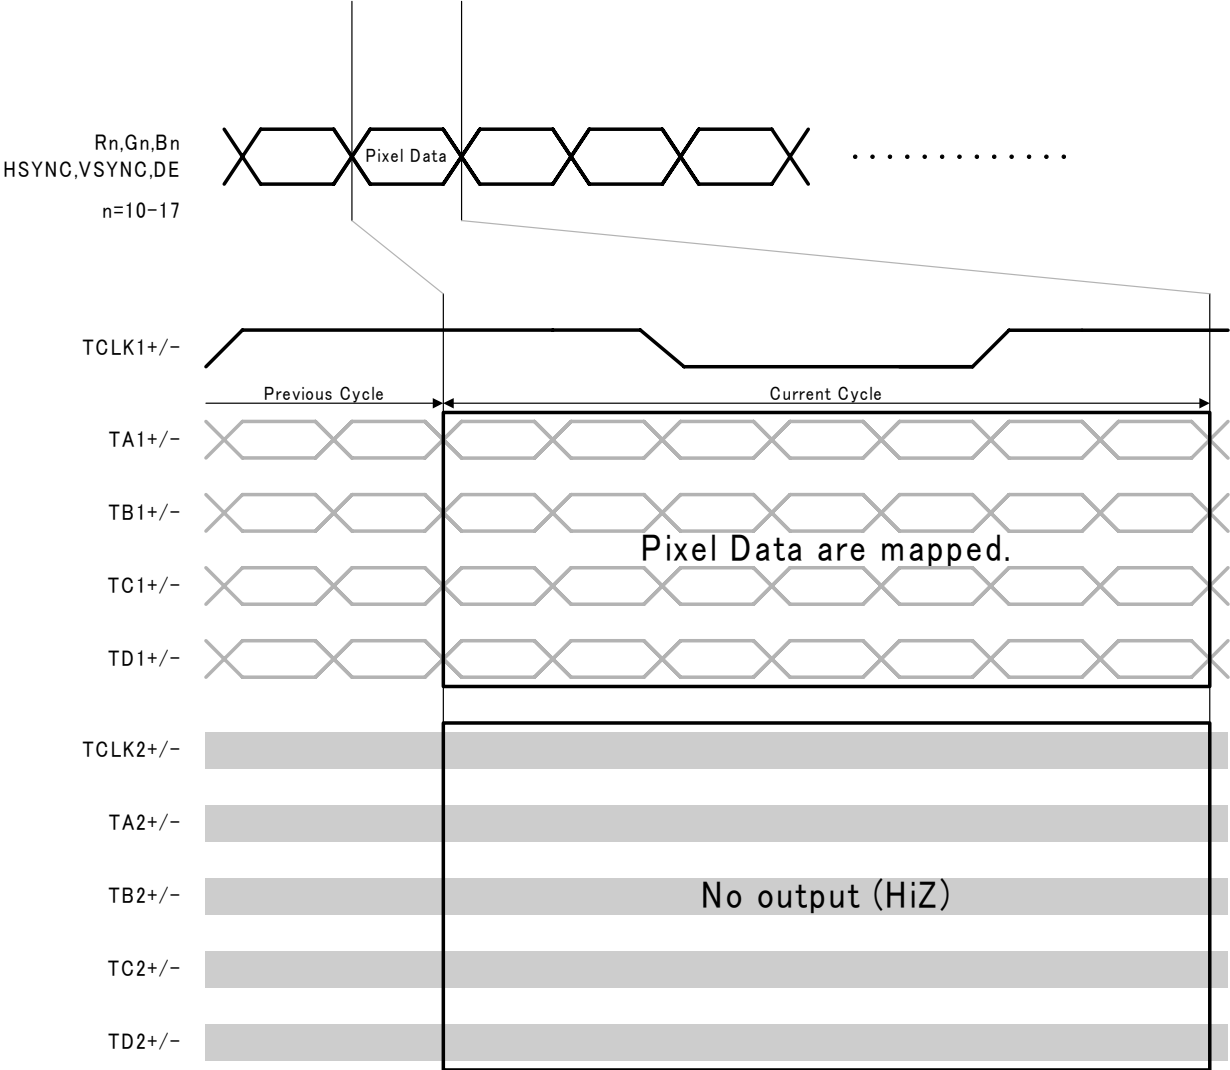 Rn,Gn,Bn
HSYNC,VSYNC,DE
n=10-17
Pixel Data
TCLK1+/-
Previous Cycle
Current Cycle
TA1+/-
TB1+/-
Pixel Data are mapped.
TC1+/-
TD1+/-
TCLK2+/-
TA2+/-
TB2+/-
No output (HiZ)
TC2+/-
TD2+/-